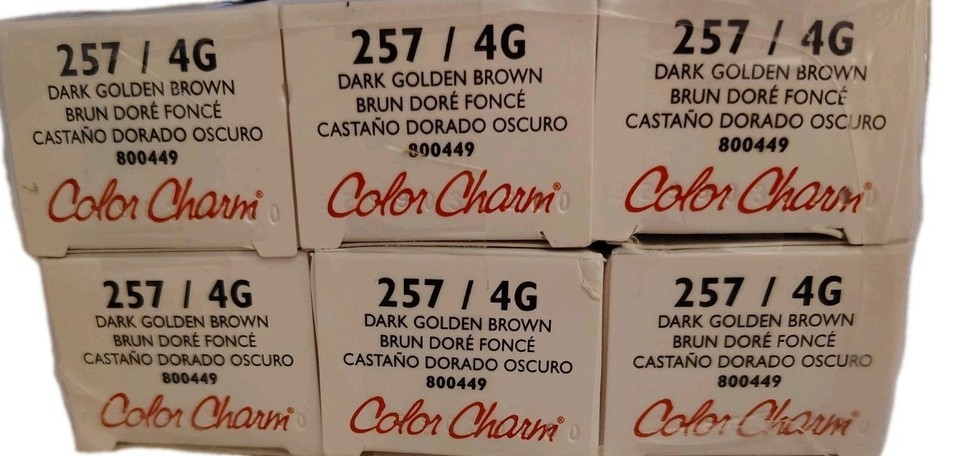 257 / 4G
DARK GOLDEN BROWN
BRUN DORÉ FONCÉ
CASTAÑO DORADO OSCURO
800449
Color Charm®
257 / 4G
DARK GOLDEN BROWN
BRUN DORÉ FONCÉ
CASTAÑO DORADO OSCURO
800449
Color Charm®
257 / 4G
DARK GOLDEN BROWN
BRUN DORÉ FONCÉ
CASTAÑO DORADO OSCURO
800449
Color Charm®
257 / 4G
DARK GOLDEN BROWN
BRUN DORÉ FONCÉ
CASTAÑO DORADO OSCURO
800449
Color Charm®
257 / 4G
DARK GOLDEN BROWN
BRUN DORÉ FONCÉ
CASTAÑO DORADO OSCURO
800449
Color Charm®
257 / 4G
DARK GOLDEN BROWN
BRUN DORÉ FONCÉ
CASTAÑO DORADO OSCURO
800449
Color Charm®